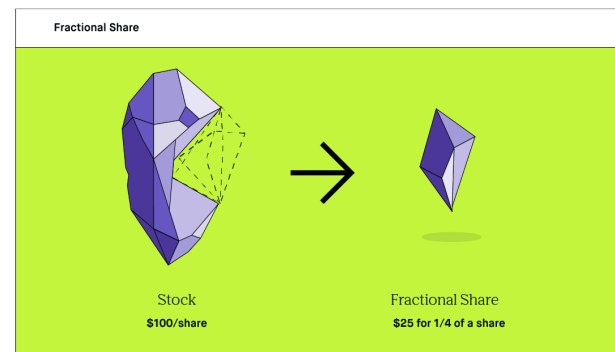 Fractional Share
Stock
$100/share
Fractional Share
$25 for 1/4 of a share